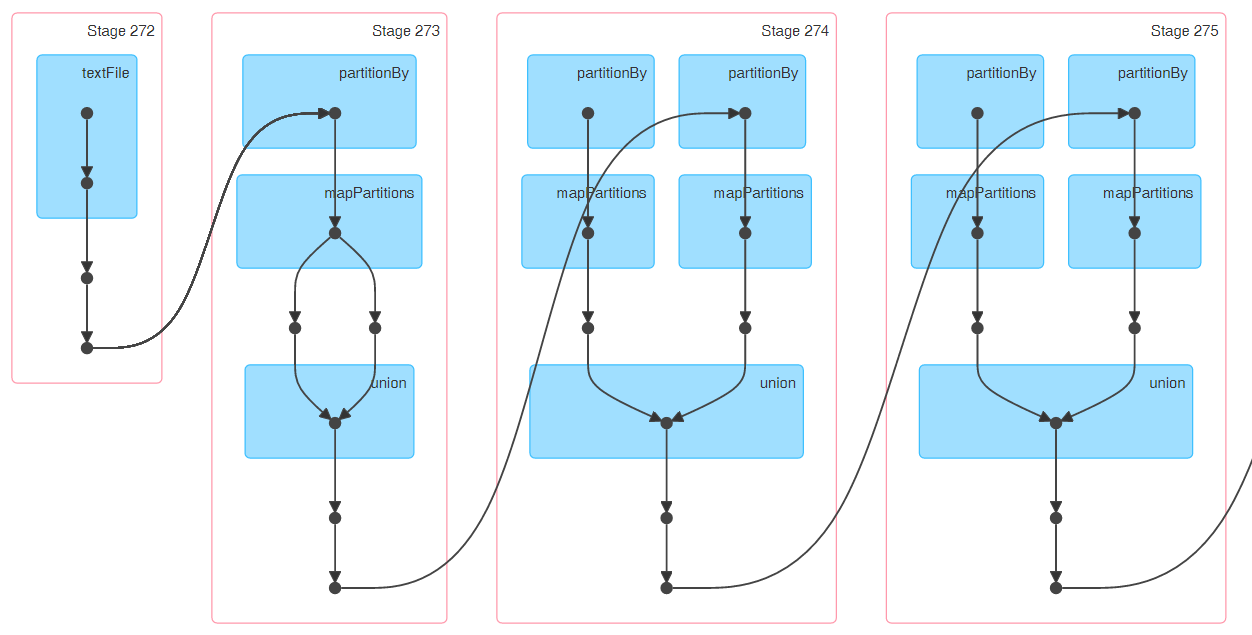 Stage 272
textFile
Stage 273
partitionBy
mapPartitions
union
Stage 274
partitionBy
partitionBy
mapPartitions
mapPartitions
union
Stage 275
partitionBy
partitionBy
mapPartitions
mapPartitions
union